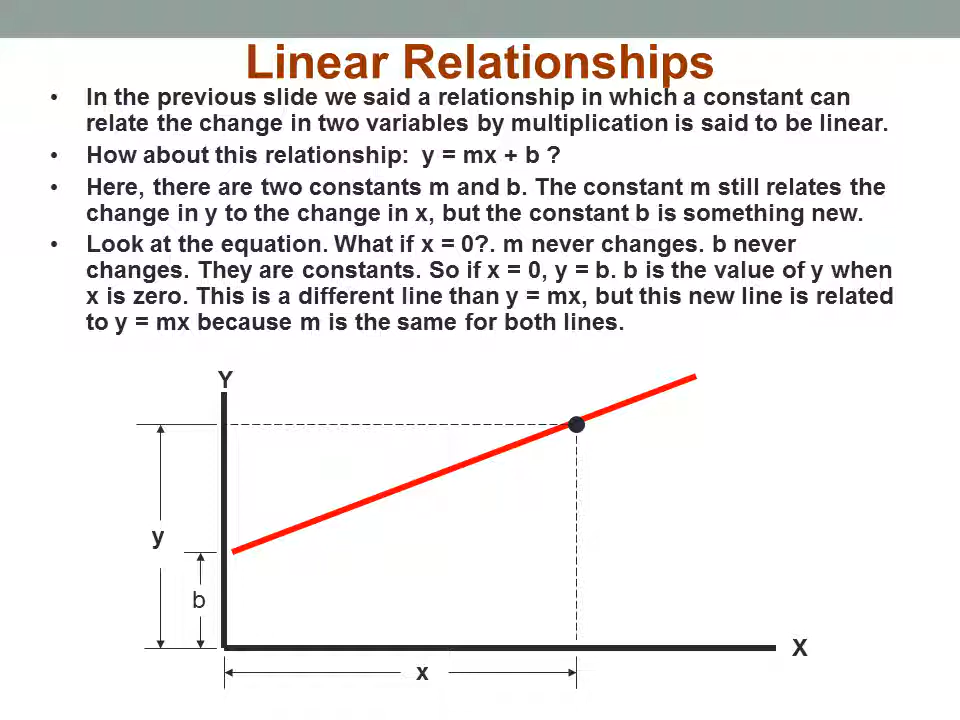 Linear Relationships
• In the previous slide we said a relationship in which a constant can
relate the change in two variables by multiplication is said to be linear.
• How about this relationship:  y = mx + b ?
• Here, there are two constants m and b. The constant m still relates the
change in y to the change in x, but the constant b is something new.
• Look at the equation. What if x = 0?. m never changes. b never
changes. They are constants. So if x = 0, y = b. b is the value of y when
x is zero. This is a different line than y = mx, but this new line is related
to y = mx because m is the same for both lines.
Y
y
b
X
x